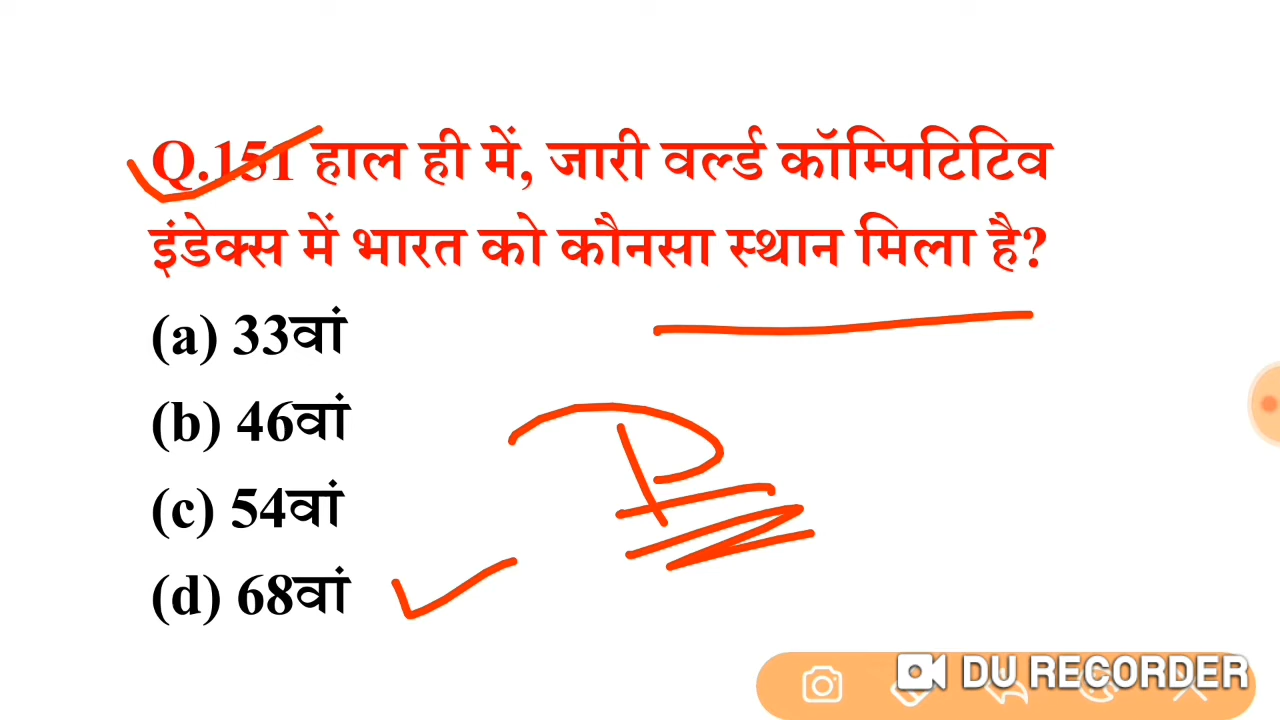 Q.151 हाल ही में, जारी वर्ल्ड कॉम्पिटिटिव
इंडेक्स में भारत को कौनसा स्थान मिला है?
(a) 33वां
(b) 46वां
(c) 54वां
(d) 68वां
DU RECORDER